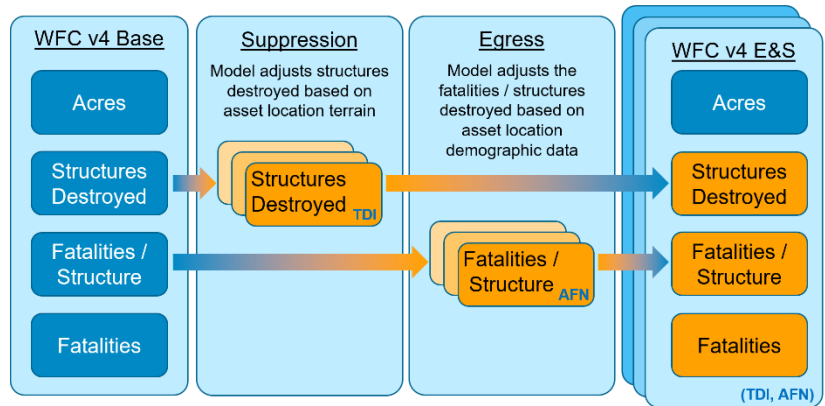 WFC v4 Base
Acres
Structures
Destroyed
Fatalities /
Structure
Fatalities
Suppression
Model adjusts structures
destroyed based on
asset location terrain
Structures
Destroyed
TDI
Egress
Model adjusts the
fatalities / structures
destroyed based on
asset location
demographic data
Fatalities /
Structure
AFN
WFC v4 E&S
Acres
Structures
Destroyed
Fatalities /
Structure
Fatalities
(TDI, AFN)